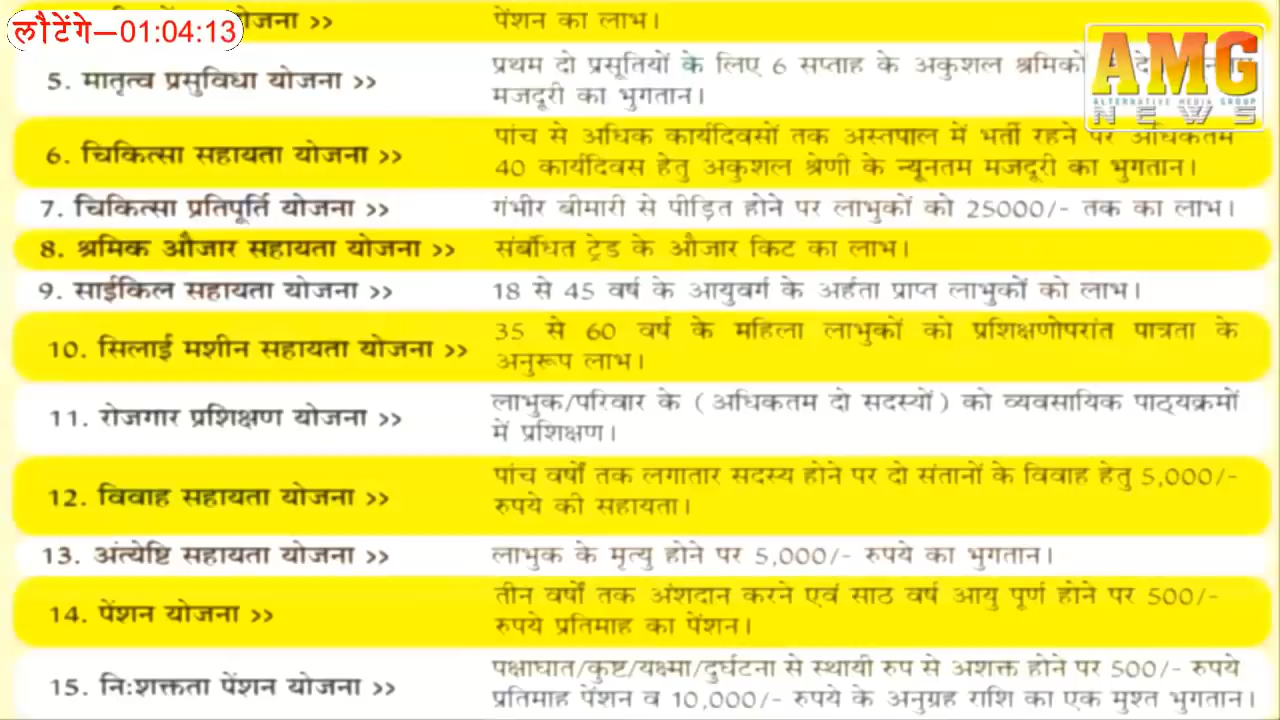 लौटेंगे—01:04:13
योजना >> पेंशन का लाभ।
5. मातृत्व प्रसुविधा योजना >> प्रथम दो प्रसूतियों के लिए 6 सप्ताह के अकुशल श्रमिकों
मजदूरी का भुगतान।
AMG
ALTERNATIVE MEDIA GROUP
NEWS
6. चिकित्सा सहायता योजना >> पांच से अधिक कार्यदिवसों तक अस्तपाल में भर्ती रहने पर अधिकतम
40 कार्यदिवस हेतु अकुशल श्रेणी के न्यूनतम मजदूरी का भुगतान।
7. चिकित्सा प्रतिपूर्ति योजना >> गंभीर बीमारी से पीड़ित होने पर लाभुकों को 25000/- तक का लाभ।
8. श्रमिक औजार सहायता योजना >> संबंधित ट्रेड के औजार किट का लाभ।
9. साईकिल सहायता योजना >> 18 से 45 वर्ष के आयुवर्ग के अर्हता प्राप्त लाभुकों को लाभ।
10. सिलाई मशीन सहायता योजना >> 35 से 60 वर्ष के महिला लाभुकों को प्रशिक्षणोपरांत पात्रता के
अनुरूप लाभ।
11. रोजगार प्रशिक्षण योजना >> लाभुक/परिवार के (अधिकतम दो सदस्यों) को व्यवसायिक पाठ्यक्रमों
में प्रशिक्षण।
12. विवाह सहायता योजना >> पांच वर्षों तक लगातार सदस्य होने पर दो संतानों के विवाह हेतु 5,000/-
रुपये की सहायता।
13. अंत्येष्टि सहायता योजना >> लाभुक के मृत्यु होने पर 5,000/- रुपये का भुगतान।
14. पेंशन योजना >> तीन वर्षों तक अंशदान करने एवं साठ वर्ष आयु पूर्ण होने पर 500/-
रुपये प्रतिमाह का पेंशन।
15. निःशक्तता पेंशन योजना >> पक्षाघात/कुष्ट/यक्ष्मा/दुर्घटना से स्थायी रुप से अशक्त होने पर 500/- रुपये
प्रतिमाह पेंशन व 10,000/- रुपये के अनुग्रह राशि का एक मुश्त भुगतान।